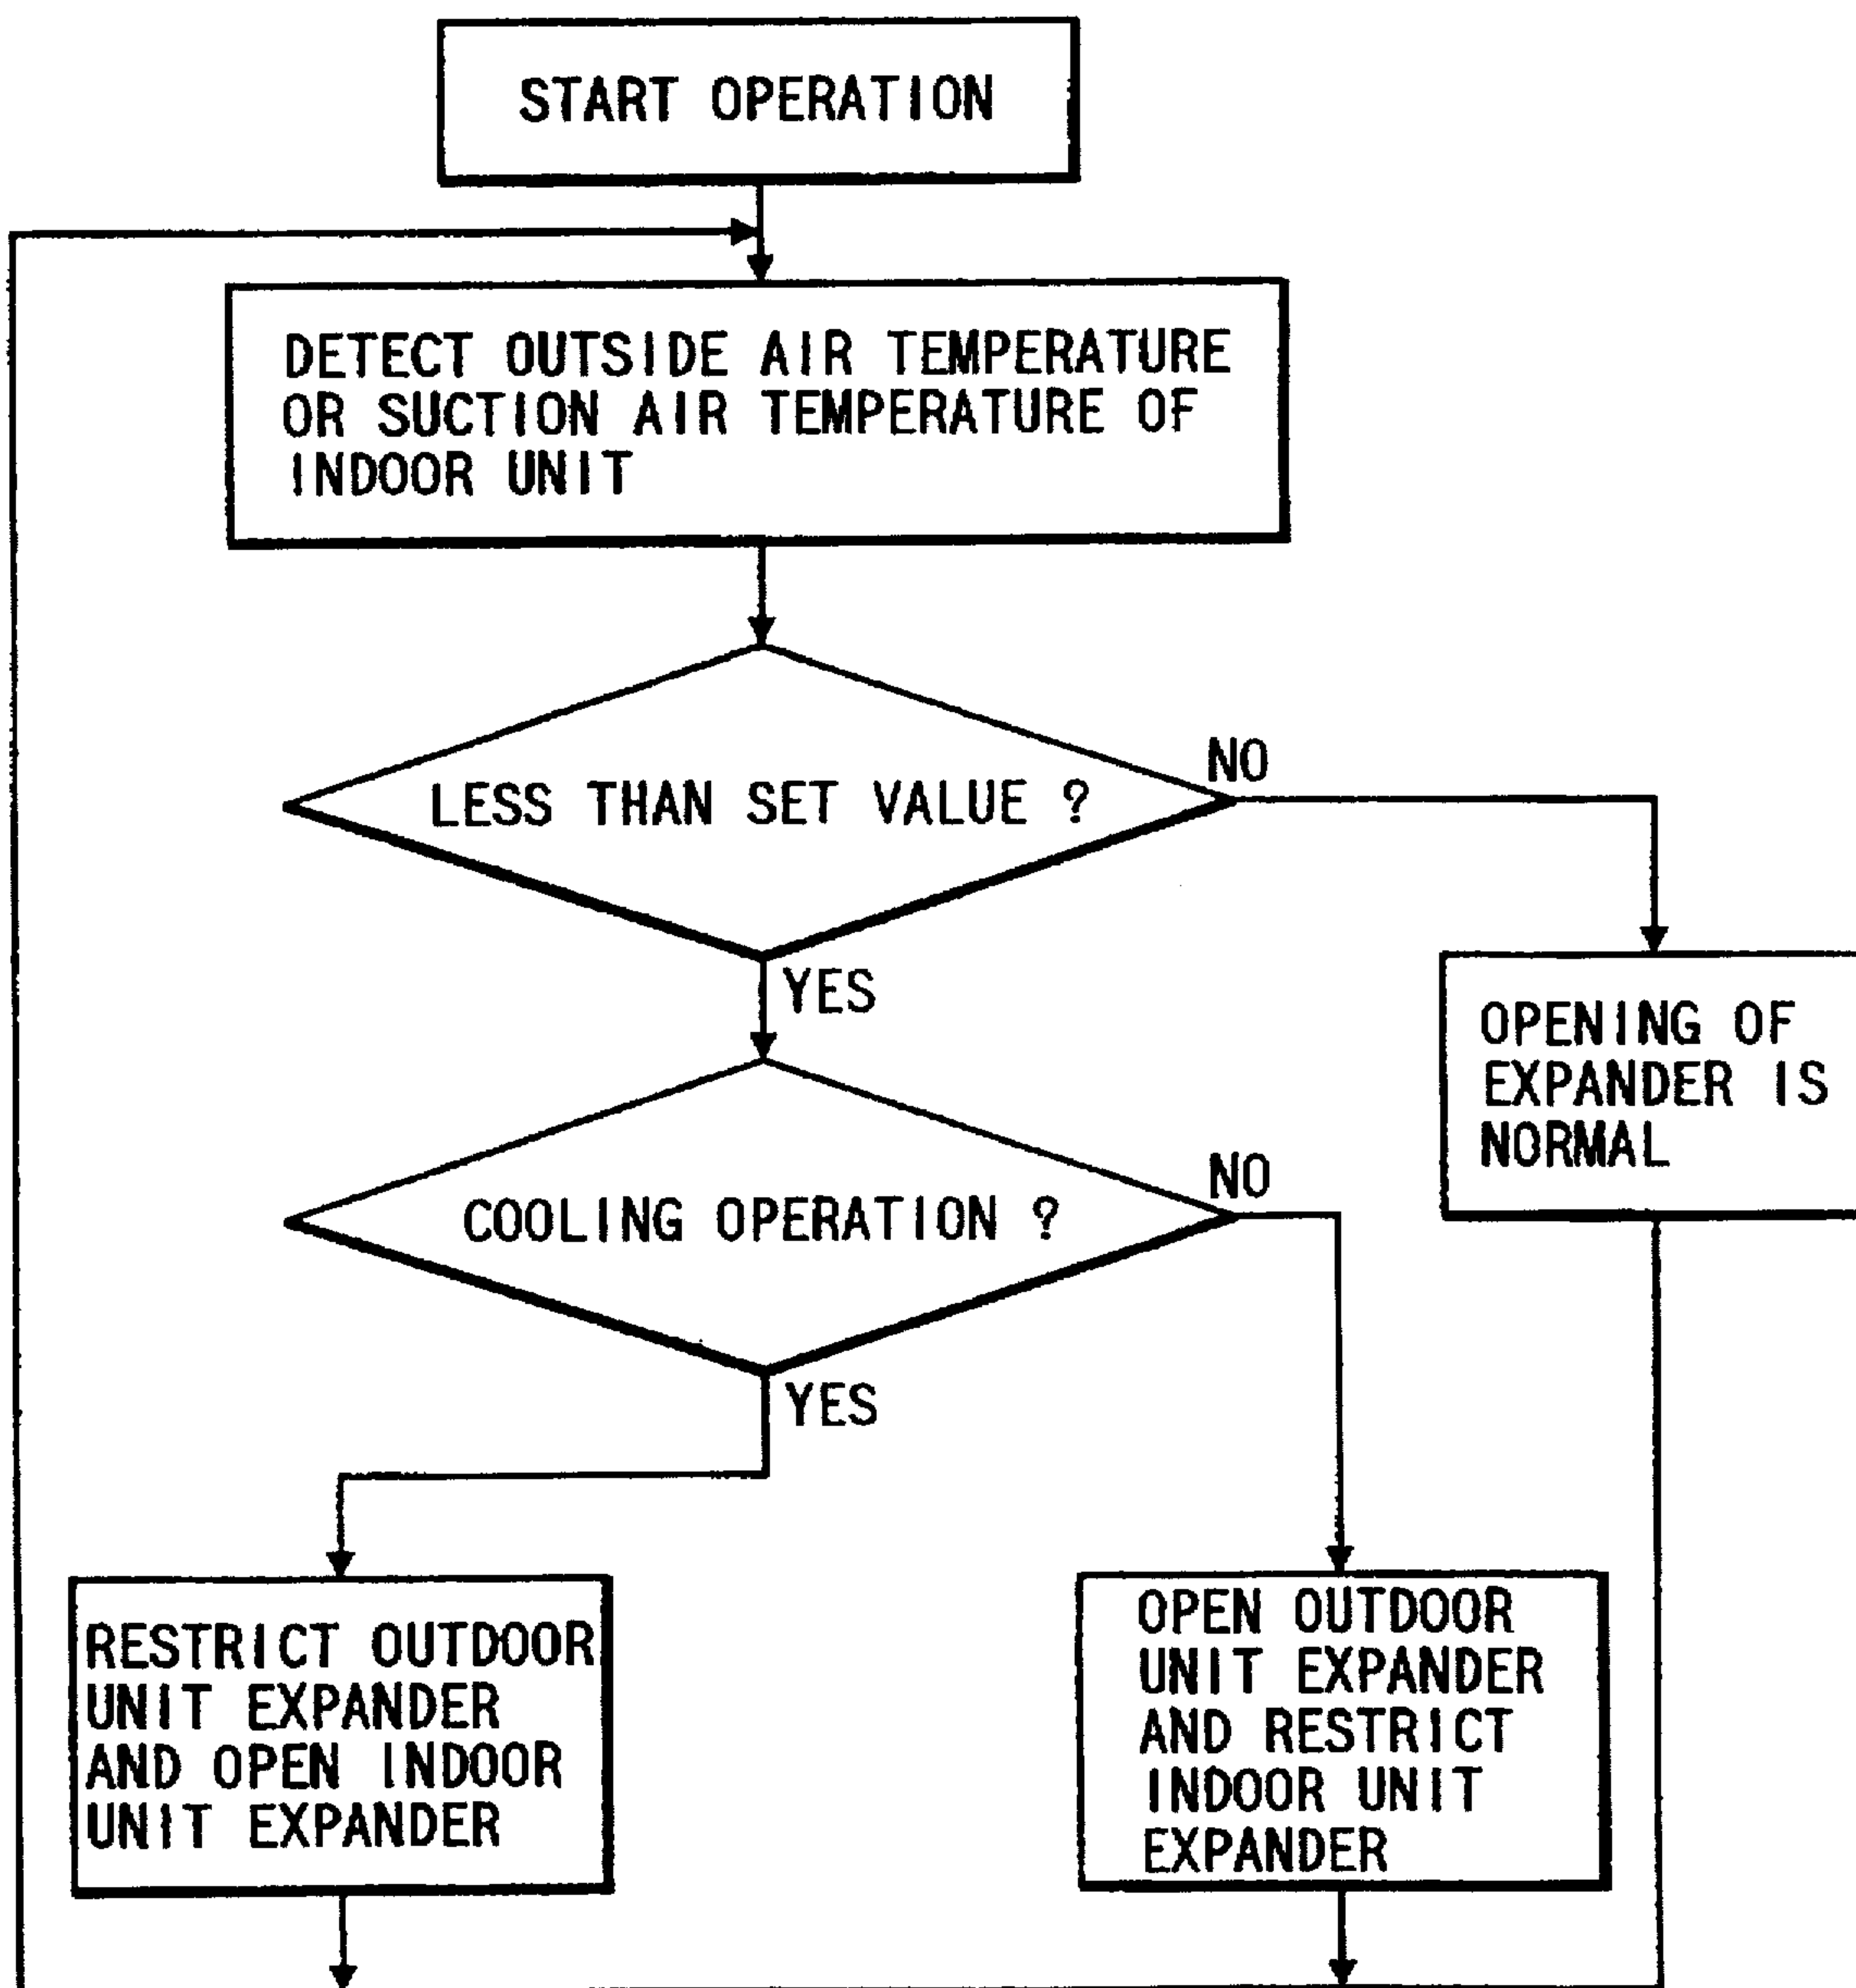 START OPERATION
DETECT OUTSIDE AIR TEMPERATURE
OR SUCTION AIR TEMPERATURE OF
INDOOR UNIT
LESS THAN SET VALUE ?
NO
YES
OPENING OF
EXPANDER IS
NORMAL
COOLING OPERATION ?
NO
YES
RESTRICT OUTDOOR
UNIT EXPANDER
AND OPEN INDOOR
UNIT EXPANDER
OPEN OUTDOOR
UNIT EXPANDER
AND RESTRICT
INDOOR UNIT
EXPANDER